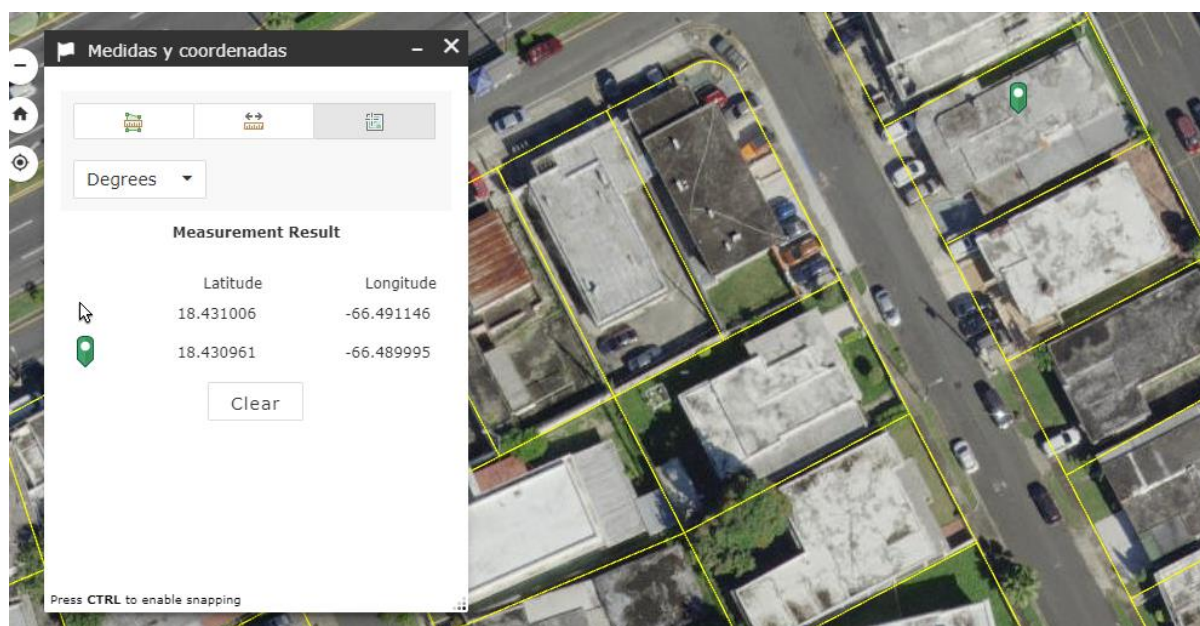 Medidas y coordenadas
Degrees
Measurement Result
Latitude Longitude
18.431006 -66.491146
18.430961 -66.489995
Clear
Press CTRL to enable snapping